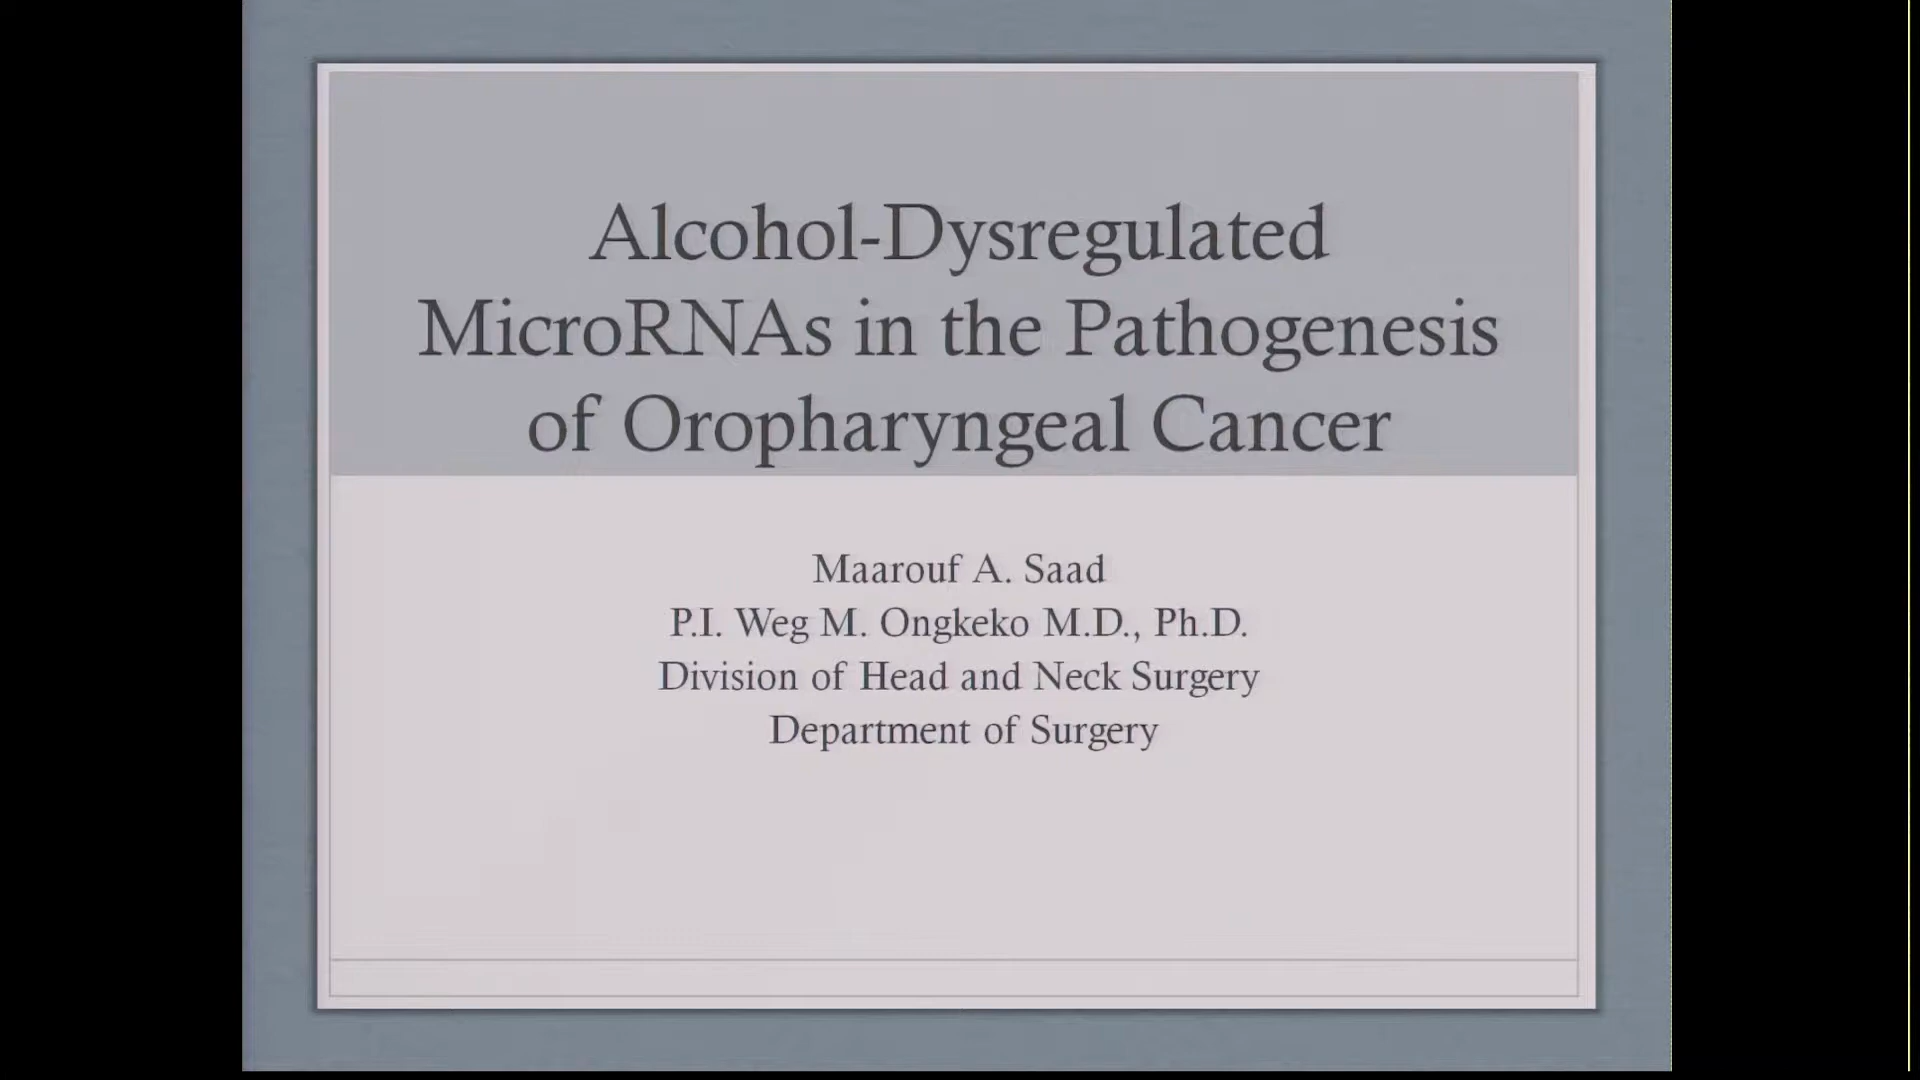 Alcohol-Dysregulated
MicroRNAs in the Pathogenesis
of Oropharyngeal Cancer
Maarouf A. Saad
P.I. Weg M. Ongkeko M.D., Ph.D.
Division of Head and Neck Surgery
Department of Surgery